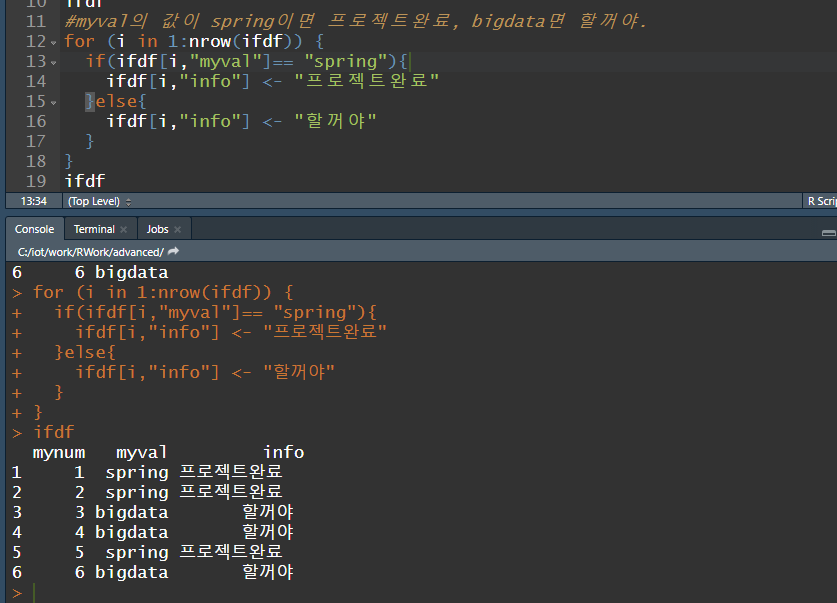 10 ifdf
11 #myval의 값이 spring이면 프로젝트완료, bigdata면 할꺼야.
12 for (i in 1:nrow(ifdf)) {
13   if(ifdf[i,"myval"]== "spring"){
14     ifdf[i,"info"] <- "프로젝트완료"
15   }else{
16     ifdf[i,"info"] <- "할꺼야"
17   }
18 }
19 ifdf
13:34 (Top Level) R Scrip
Console Terminal Jobs
C:/iot/work/RWork/advanced/
6     6 bigdata
> for (i in 1:nrow(ifdf)) {
+   if(ifdf[i,"myval"]== "spring"){
+     ifdf[i,"info"] <- "프로젝트완료"
+   }else{
+     ifdf[i,"info"] <- "할꺼야"
+   }
+ }
> ifdf
  mynum   myval         info
1     1  spring 프로젝트완료
2     2  spring 프로젝트완료
3     3 bigdata       할꺼야
4     4 bigdata       할꺼야
5     5  spring 프로젝트완료
6     6 bigdata       할꺼야
>